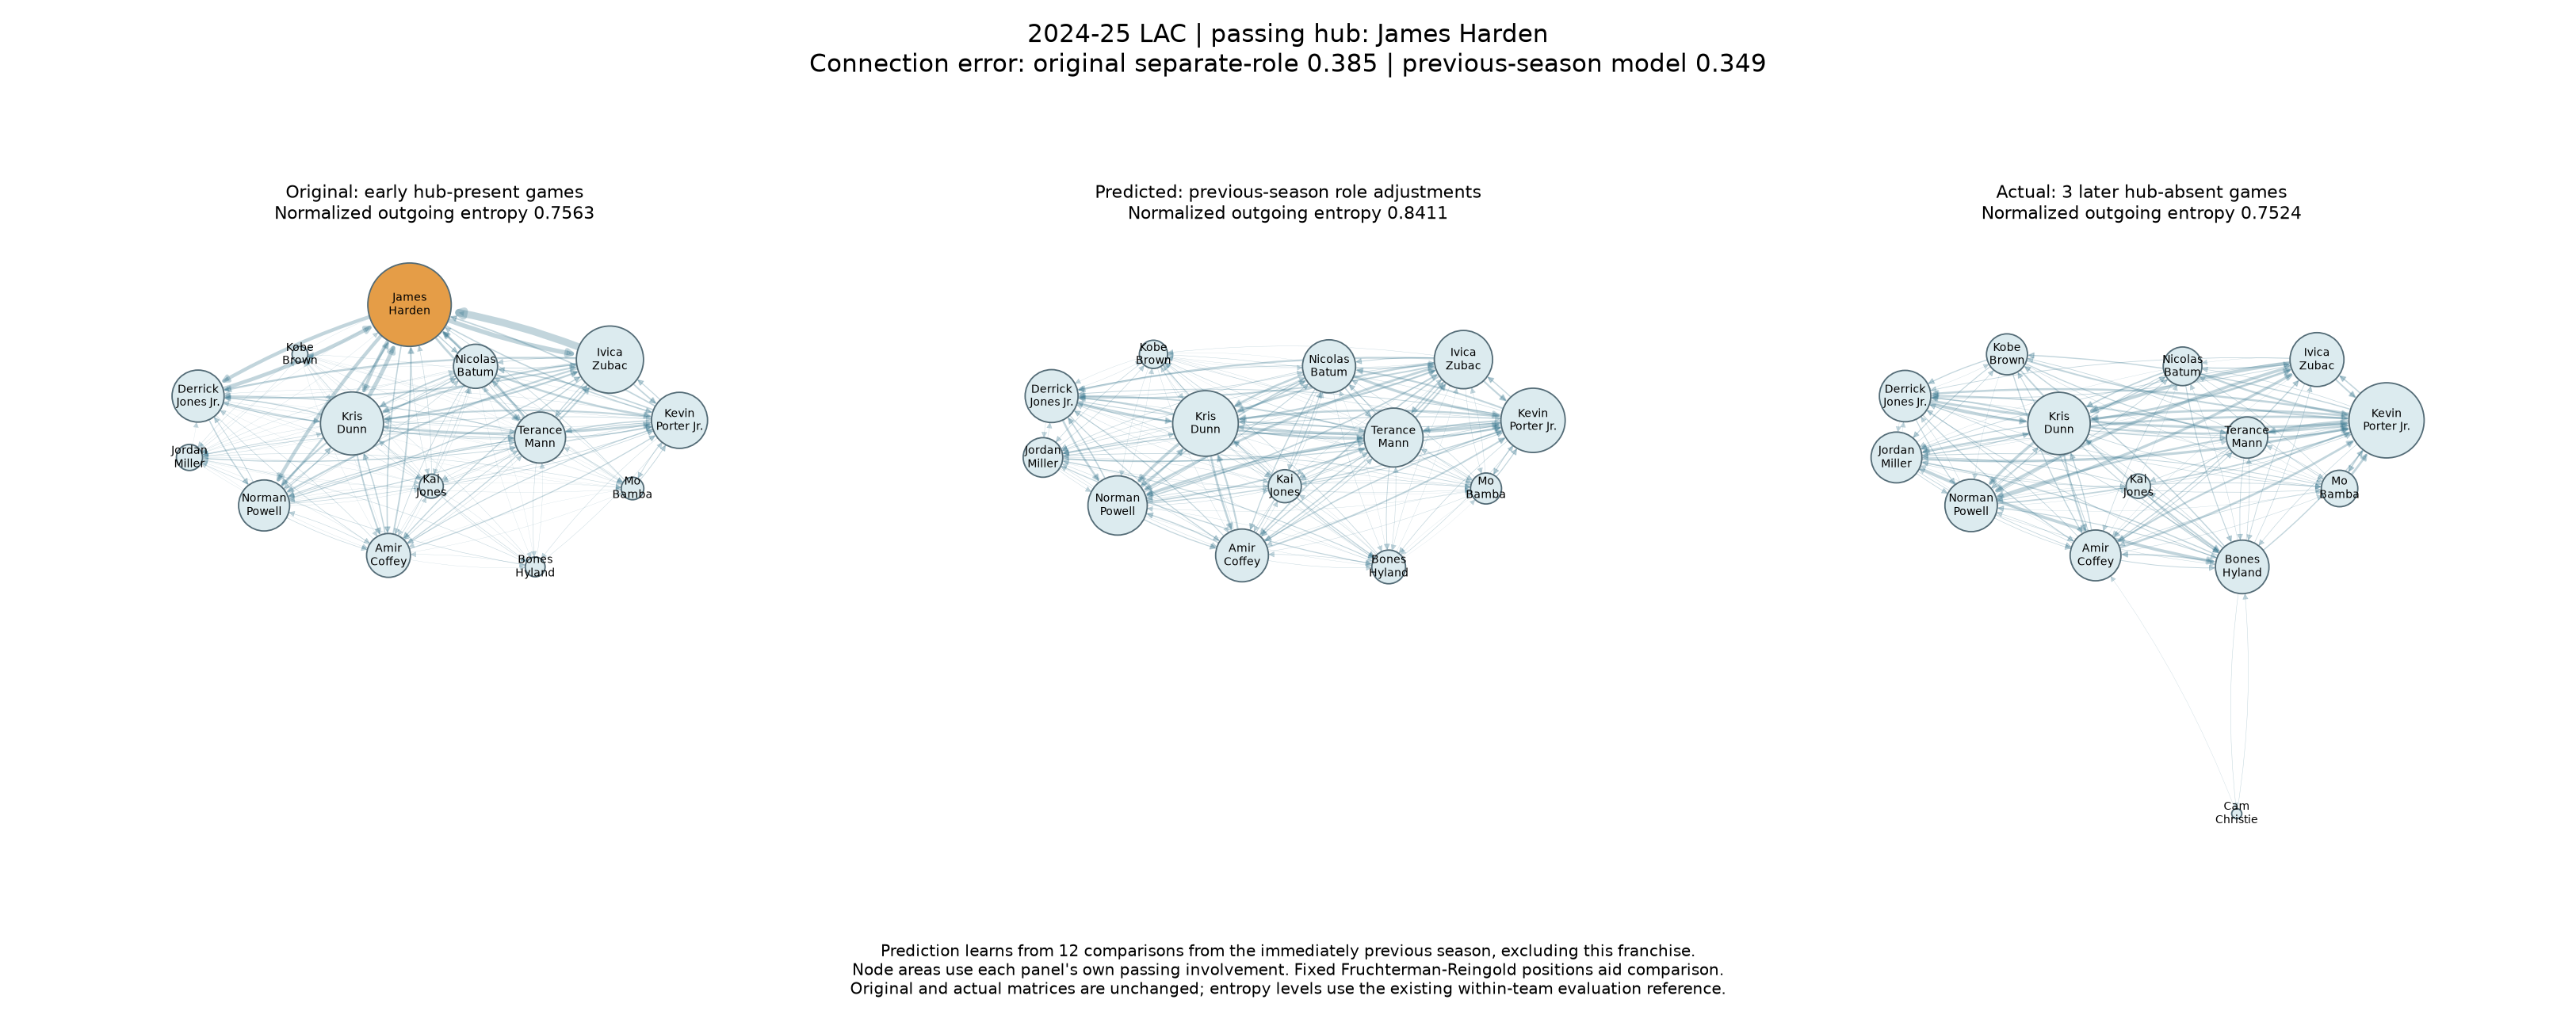 2024-25 LAC | passing hub: James Harden
Connection error: original separate-role 0.385 | previous-season model 0.349
Original: early hub-present games
Normalized outgoing entropy 0.7563
James
Harden
Kobe
Brown
Nicolas
Batum
Ivica
Zubac
Derrick
Jones Jr.
Kris
Dunn
Terance
Mann
Kevin
Porter Jr.
Jordan
Miller
Norman
Powell
Kai
Jones
Mo
Bamba
Amir
Coffey
Bones
Hyland
Predicted: previous-season role adjustments
Normalized outgoing entropy 0.8411
Kobe
Brown
Nicolas
Batum
Ivica
Zubac
Derrick
Jones Jr.
Kris
Dunn
Terance
Mann
Kevin
Porter Jr.
Jordan
Miller
Norman
Powell
Kai
Jones
Mo
Bamba
Amir
Coffey
Bones
Hyland
Actual: 3 later hub-absent games
Normalized outgoing entropy 0.7524
Kobe
Brown
Nicolas
Batum
Ivica
Zubac
Derrick
Jones Jr.
Kris
Dunn
Terance
Mann
Kevin
Porter Jr.
Jordan
Miller
Norman
Powell
Kai
Jones
Mo
Bamba
Amir
Coffey
Bones
Hyland
Cam
Christie
Prediction learns from 12 comparisons from the immediately previous season, excluding this franchise.
Node areas use each panel's own passing involvement. Fixed Fruchterman-Reingold positions aid comparison.
Original and actual matrices are unchanged; entropy levels use the existing within-team evaluation reference.